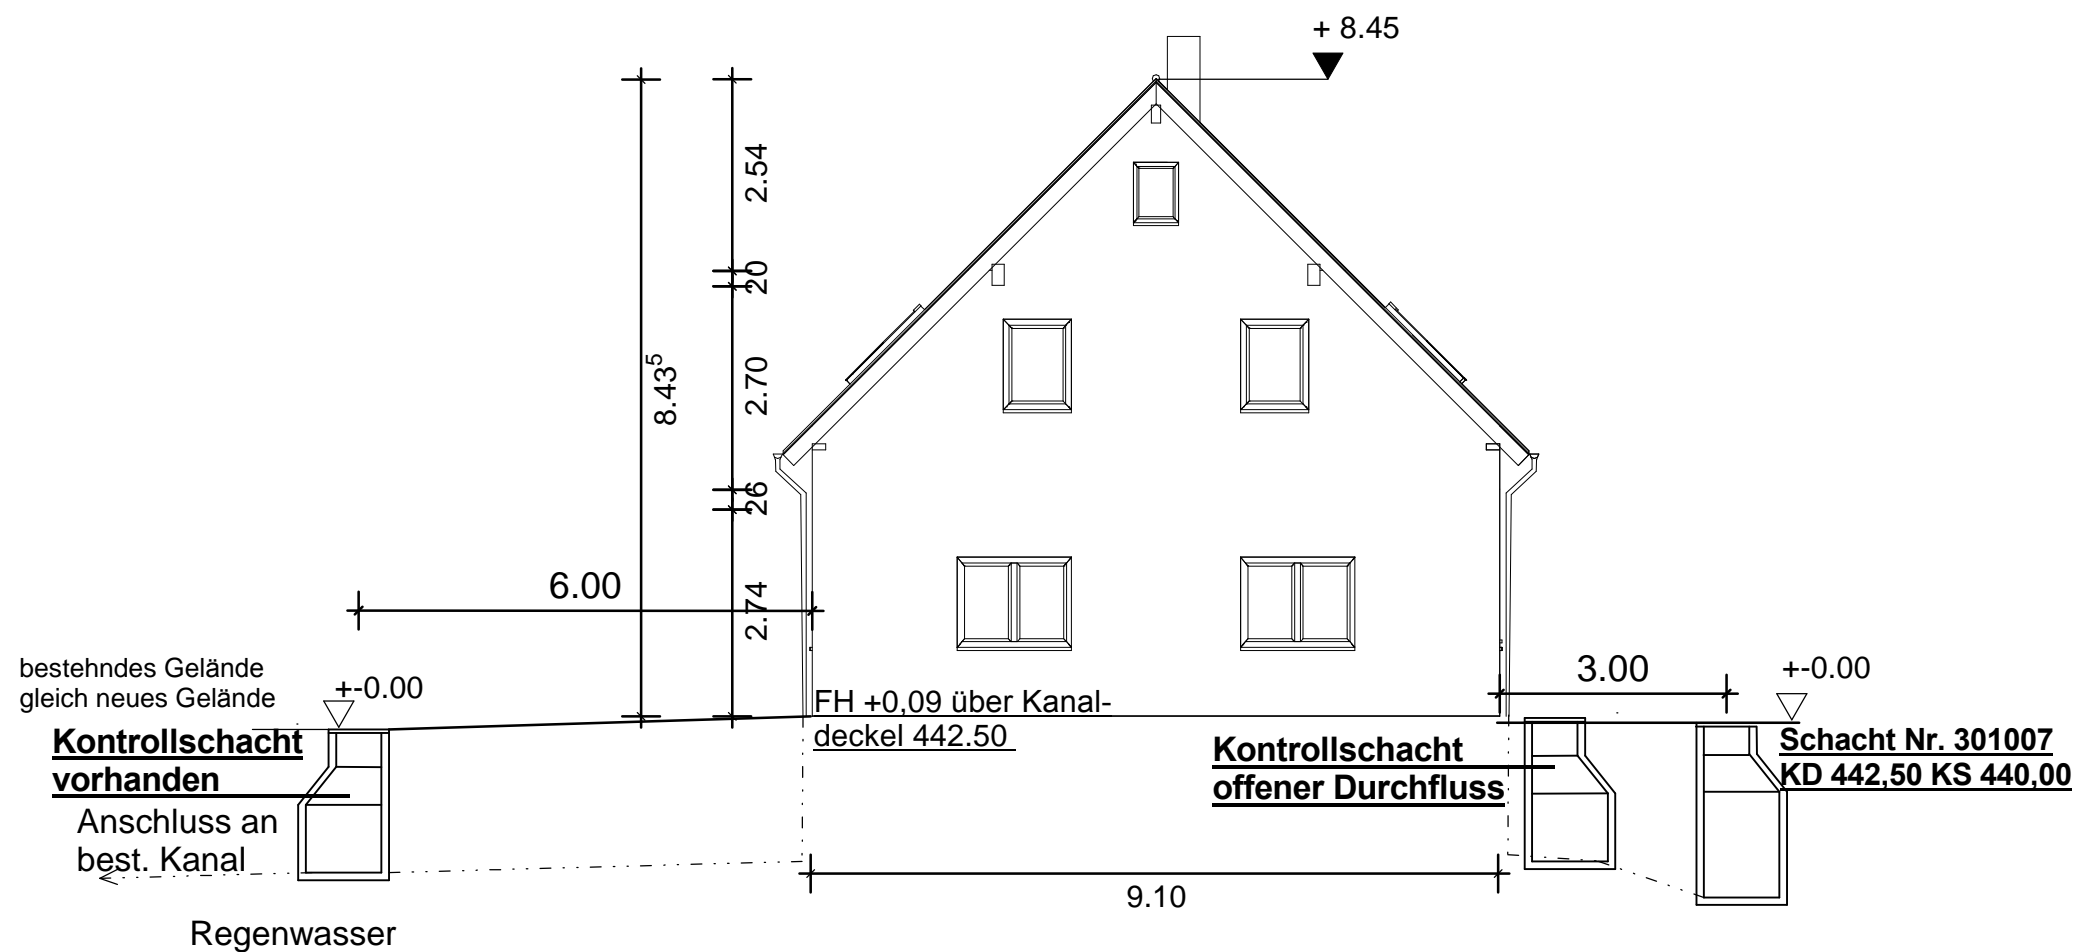 + 8.45
2.54
20
8.43⁵
2.70
26
6.00
2.74
bestehndes Gelände
gleich neues Gelände
+-0.00
3.00
+-0.00
FH +0,09 über Kanal-
deckel 442.50
Kontrollschacht
vorhanden
Kontrollschacht
offener Durchfluss
Schacht Nr. 301007
KD 442,50 KS 440,00
Anschluss an
best. Kanal
9.10
Regenwasser